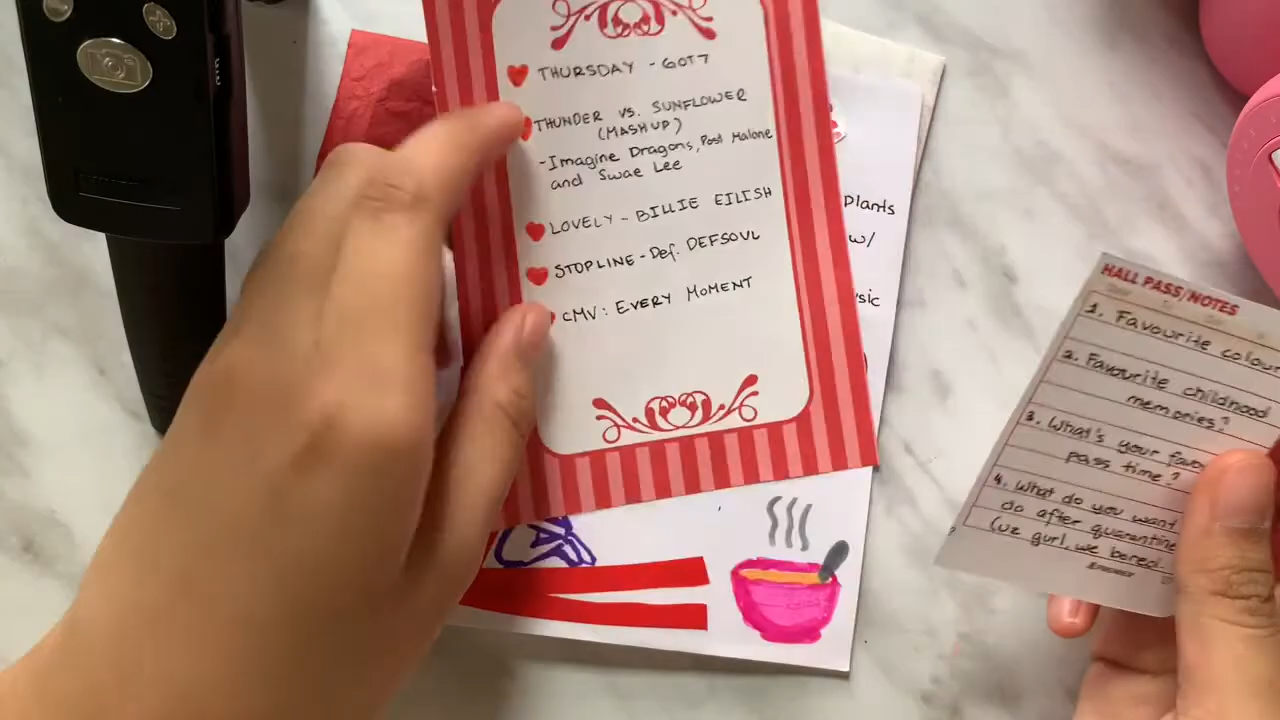 THURSDAY - GOT7
THUNDER VS. SUNFLOWER
(MASHUP)
- Imagine Dragons, Post Malone
and Swae Lee
LOVELY - BILLIE EILISH
STOPLINE - Def. DEFSOUL
CMV: EVERY MOMENT
Plants
w/
sic
HALL PASS/NOTES
1. Favourite colour
2. Favourite childhood
memories?
3. What's your favo
pass time?
4. What do you want
do after quarantine
(uz gurl, we bored.